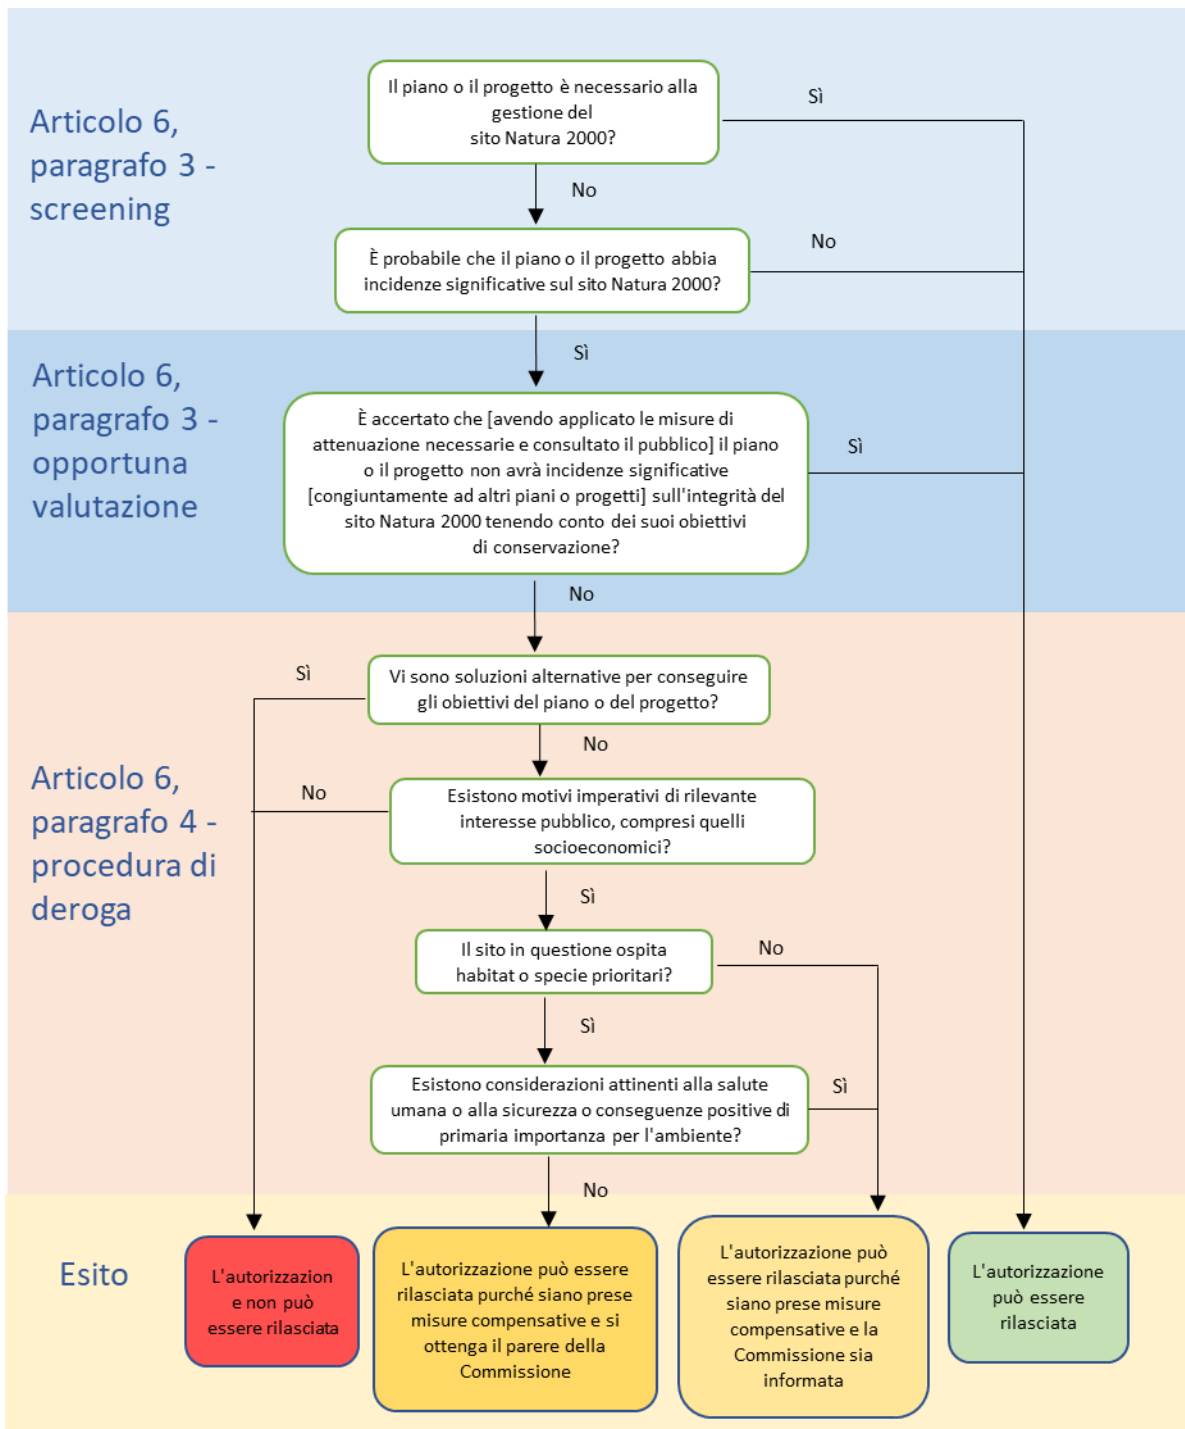 Articolo 6,
paragrafo 3 -
screening
Il piano o il progetto è necessario alla
gestione del
sito Natura 2000?
Sì
No
È probabile che il piano o il progetto abbia
incidenze significative sul sito Natura 2000?
No
Sì
Articolo 6,
paragrafo 3 -
opportuna
valutazione
È accertato che [avendo applicato le misure di
attenuazione necessarie e consultato il pubblico] il piano
o il progetto non avrà incidenze significative
[congiuntamente ad altri piani o progetti] sull'integrità del
sito Natura 2000 tenendo conto dei suoi obiettivi
di conservazione?
Sì
No
Articolo 6,
paragrafo 4 -
procedura di
deroga
Vi sono soluzioni alternative per conseguire
gli obiettivi del piano o del progetto?
Sì
No
Esistono motivi imperativi di rilevante
interesse pubblico, compresi quelli
socioeconomici?
No
Sì
Il sito in questione ospita
habitat o specie prioritari?
No
Sì
Esistono considerazioni attinenti alla salute
umana o alla sicurezza o conseguenze positive di
primaria importanza per l'ambiente?
Sì
No
Esito
L'autorizzazion
e non può
essere rilasciata
L'autorizzazione può essere
rilasciata purché siano prese
misure compensative e si
ottenga il parere della
Commissione
L'autorizzazione può
essere rilasciata purché
siano prese misure
compensative e la
Commissione sia
informata
L'autorizzazione
può essere
rilasciata